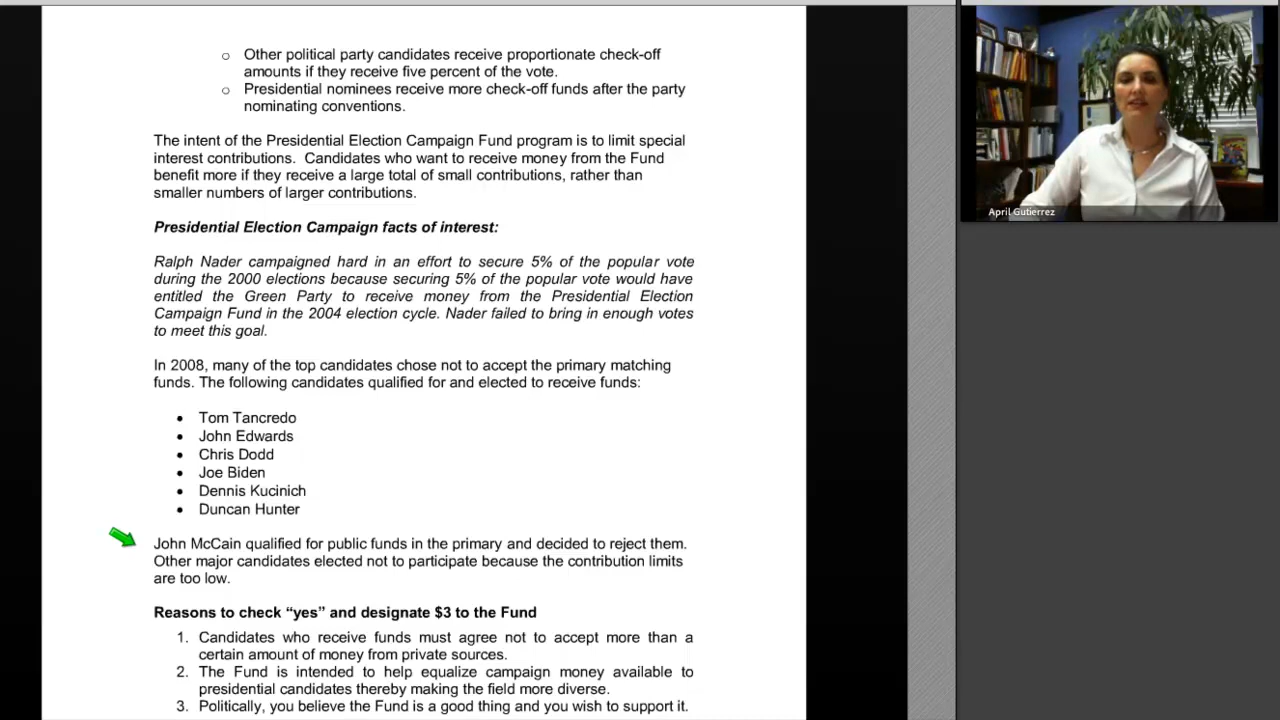 o Other political party candidates receive proportionate check-off
amounts if they receive five percent of the vote.
o Presidential nominees receive more check-off funds after the party
nominating conventions.
The intent of the Presidential Election Campaign Fund program is to limit special
interest contributions. Candidates who want to receive money from the Fund
benefit more if they receive a large total of small contributions, rather than
smaller numbers of larger contributions.
Presidential Election Campaign facts of interest:
Ralph Nader campaigned hard in an effort to secure 5% of the popular vote
during the 2000 elections because securing 5% of the popular vote would have
entitled the Green Party to receive money from the Presidential Election
Campaign Fund in the 2004 election cycle. Nader failed to bring in enough votes
to meet this goal.
In 2008, many of the top candidates chose not to accept the primary matching
funds. The following candidates qualified for and elected to receive funds:
• Tom Tancredo
• John Edwards
• Chris Dodd
• Joe Biden
• Dennis Kucinich
• Duncan Hunter
John McCain qualified for public funds in the primary and decided to reject them.
Other major candidates elected not to participate because the contribution limits
are too low.
Reasons to check “yes” and designate $3 to the Fund
1. Candidates who receive funds must agree not to accept more than a
certain amount of money from private sources.
2. The Fund is intended to help equalize campaign money available to
presidential candidates thereby making the field more diverse.
3. Politically, you believe the Fund is a good thing and you wish to support it.
April Gutierrez